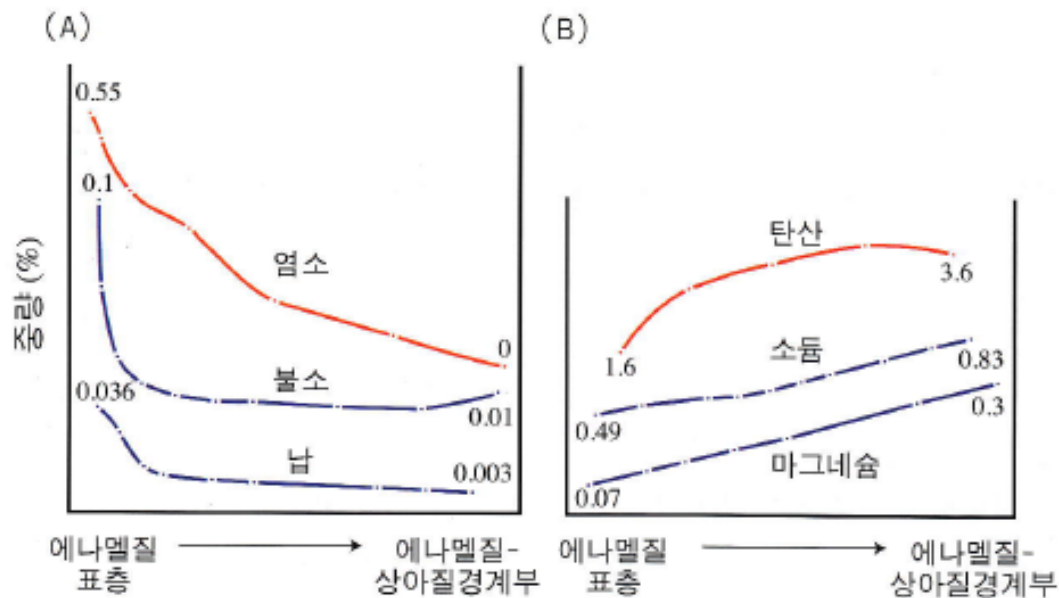 (A)
0.55
0.1
염소
불소
0
0.036
0.01
납
0.003
중량 (%)
에나멜질
표층
에나멜질-
상아질경계부
(B)
탄산
3.6
1.6
소듐
0.83
0.49
0.3
마그네슘
0.07
에나멜질
표층
에나멜질-
상아질경계부